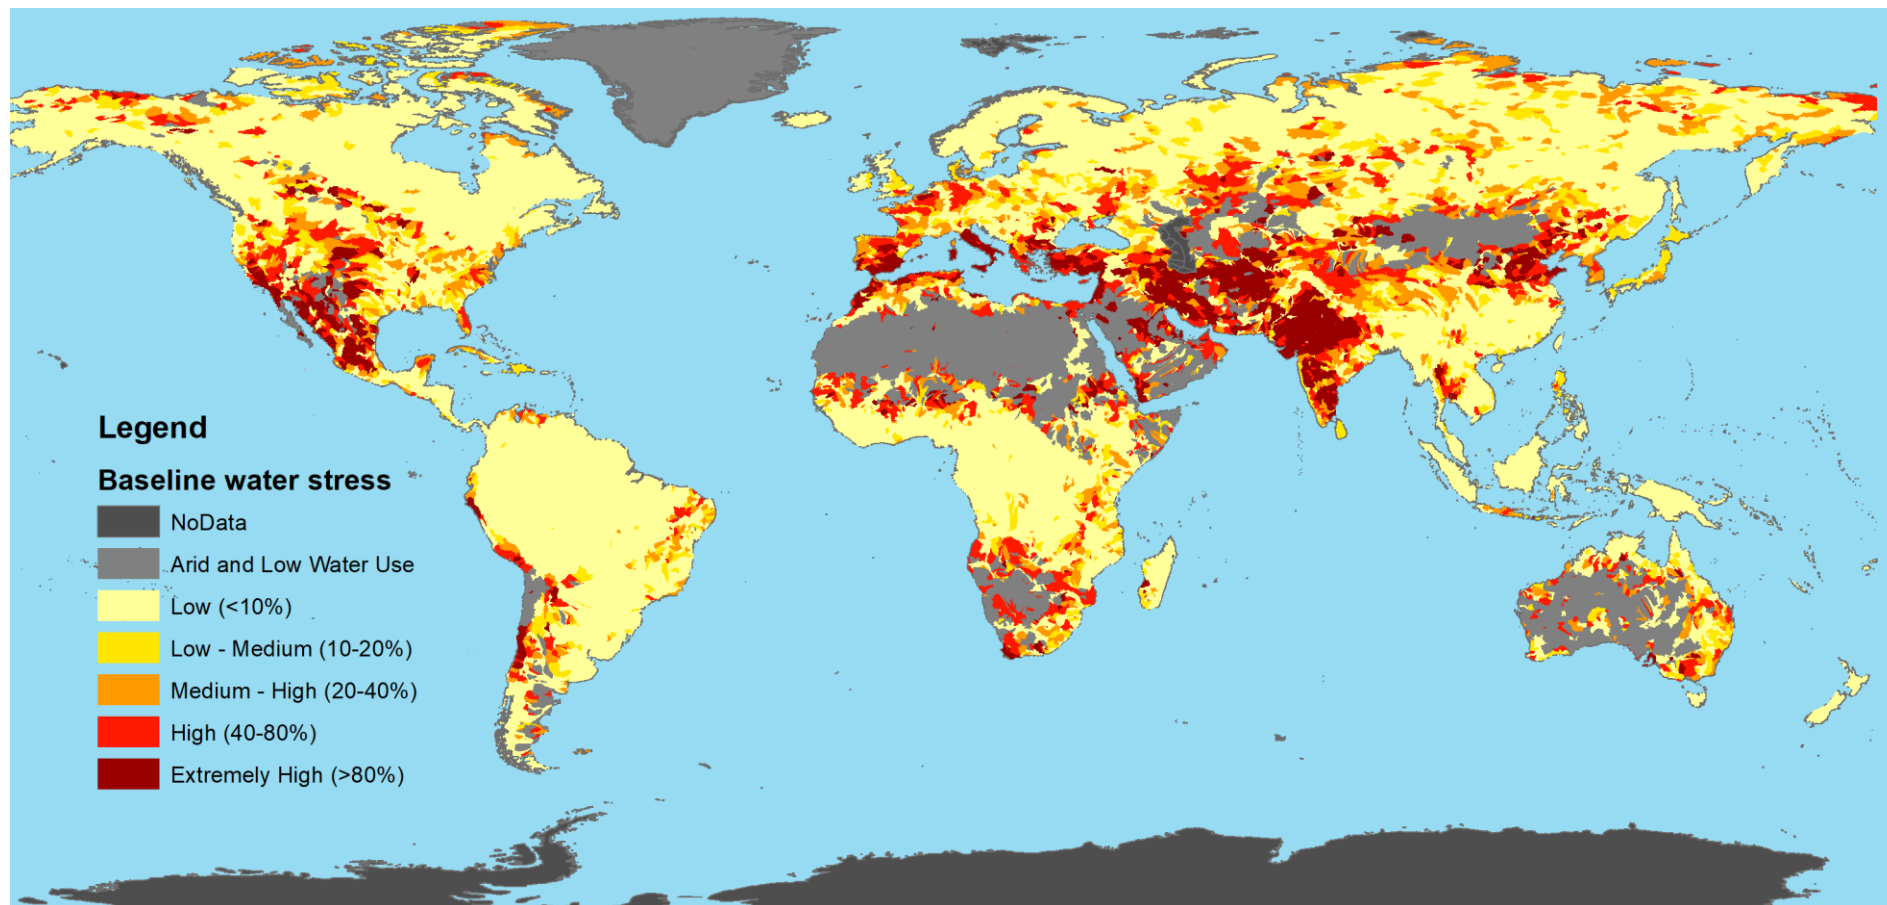 Legend
Baseline water stress
NoData
Arid and Low Water Use
Low (<10%)
Low - Medium (10-20%)
Medium - High (20-40%)
High (40-80%)
Extremely High (>80%)